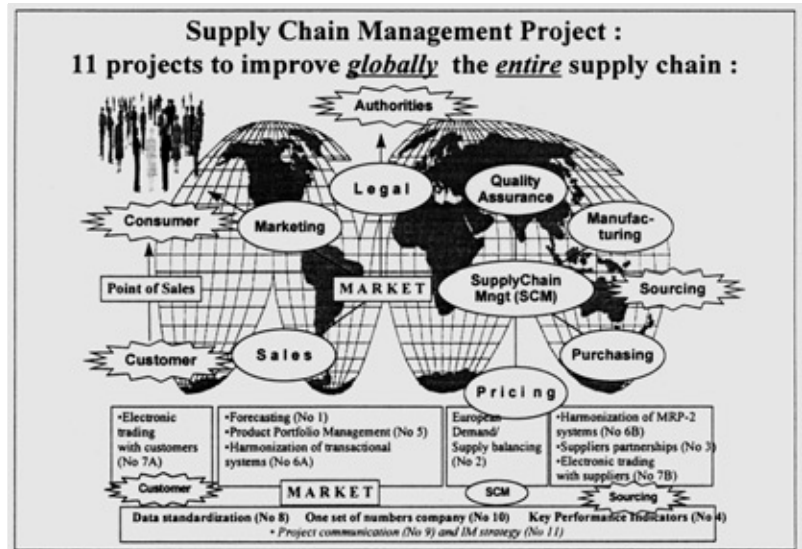 Supply Chain Management Project :
11 projects to improve globally the entire supply chain :
Authorities
Legal
Quality
Assurance
Consumer
Marketing
Manufac-
turing
Point of Sales
MARKET
SupplyChain
Mngt (SCM)
Sourcing
Customer
Sales
Purchasing
Pricing
•Electronic
trading
with customers
(No 7A)
•Forecasting (No 1)
•Product Portfolio Management (No 5)
•Harmonization of transactional
systems (No 6A)
European
Demand/
Supply balancing
(No 2)
•Harmonization of MRP-2
systems (No 6B)
•Suppliers partnerships (No 3)
•Electronic trading
with suppliers (No 7B)
Customer
MARKET
SCM
Sourcing
Data standardization (No 8) One set of numbers company (No 10) Key Performance Indicators (No 4)
• Project communication (No 9) and IM strategy (No 11)